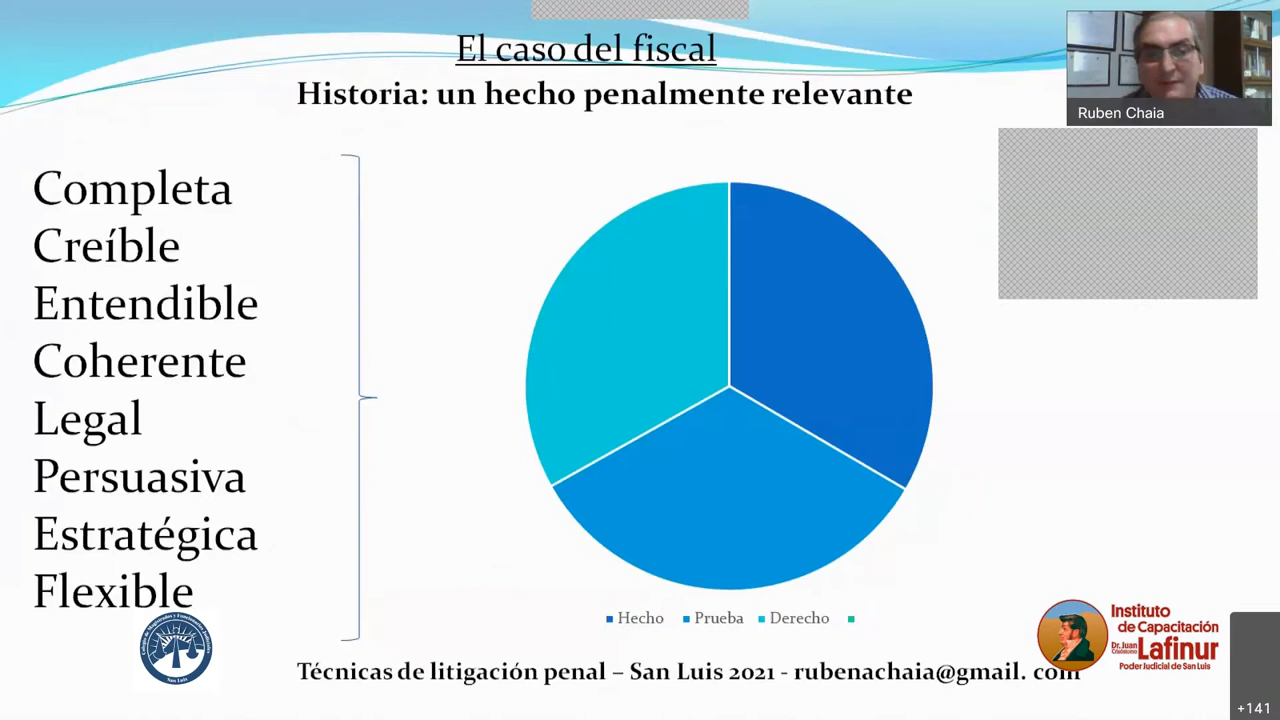 El caso del fiscal
Historia: un hecho penalmente relevante
Ruben Chaia
Completa
Creíble
Entendible
Coherente
Legal
Persuasiva
Estratégica
Flexible
Hecho Prueba Derecho
San Luis
Instituto
de Capacitación
Dr. Juan
Crisóstomo
Lafinur
Poder Judicial de San Luis
Técnicas de litigación penal – San Luis 2021 - rubenachaia@gmail. com
+141